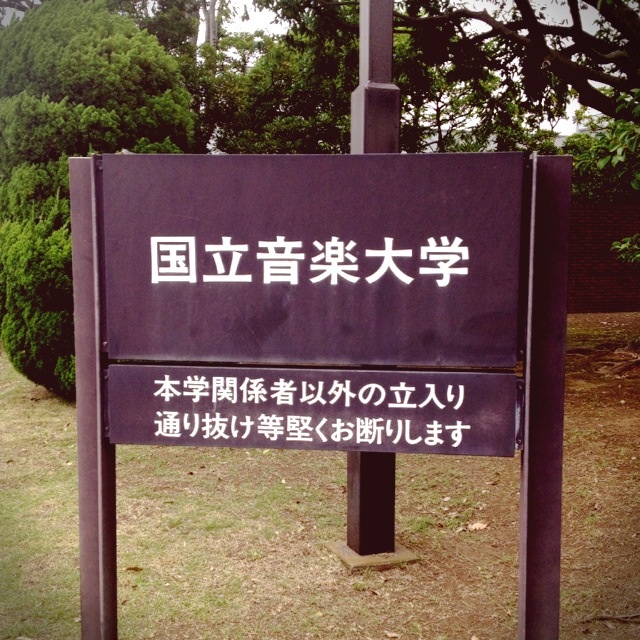 国立音楽大学
本学関係者以外の立入り
通り抜け等堅くお断りします